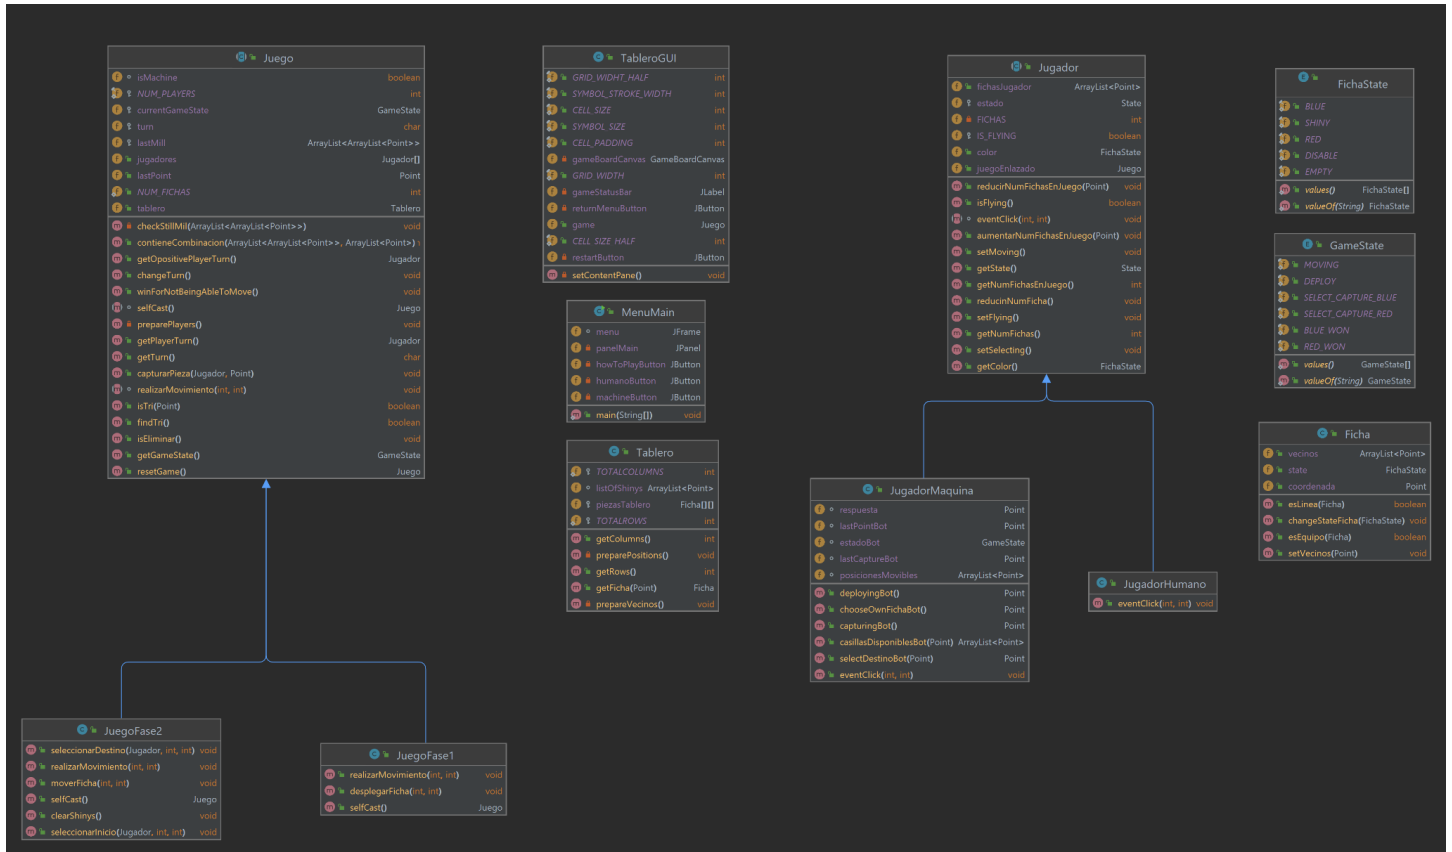 Juego
isMachine boolean
NUM_PLAYERS int
currentGameState GameState
turn char
lastMill ArrayList<ArrayList<Point>>
jugadores Jugador[]
lastPoint Point
NUM_FICHAS int
tablero Tablero
checkStillMil(ArrayList<ArrayList<Point>>) void
contieneCombinacion(ArrayList<ArrayList<Point>>, ArrayList<Point>)
getOpositivePlayerTurn() Jugador
changeTurn() void
winForNotBeingAbleToMove() void
selfCast() Juego
preparePlayers() void
getPlayerTurn() Jugador
getTurn() char
capturarPieza(Jugador, Point) void
realizarMovimiento(int, int) void
isTri(Point) boolean
findTri() boolean
isEliminar() void
getGameState() GameState
resetGame() Juego
TableroGUI
GRID_WIDHT_HALF int
SYMBOL_STROKE_WIDTH int
CELL_SIZE int
SYMBOL_SIZE int
CELL_PADDING int
gameBoardCanvas GameBoardCanvas
GRID_WIDTH int
gameStatusBar JLabel
returnMenuButton JButton
game Juego
CELL_SIZE_HALF int
restartButton JButton
setContentPane() void
MenuMain
menu JFrame
panelMain JPanel
howToPlayButton JButton
humanoButton JButton
machineButton JButton
main(String[]) void
Tablero
TOTALCOLUMNS int
listOfShinys ArrayList<Point>
piezasTablero Ficha[][]
TOTALROWS int
getColumns() int
preparePositions() void
getRows() int
getFicha(Point) Ficha
prepareVecinos() void
Jugador
fichasJugador ArrayList<Point>
estado State
FICHAS int
IS_FLYING boolean
color FichaState
juegoEnlazado Juego
reducirNumFichasEnJuego(Point) void
isFlying() boolean
eventClick(int, int) void
aumentarNumFichasEnJuego(Point) void
setMoving() void
getState() State
getNumFichasEnJuego() int
reducinNumFicha() void
setFlying() void
getNumFichas() int
setSelecting() void
getColor() FichaState
FichaState
BLUE
SHINY
RED
DISABLE
EMPTY
values() FichaState[]
valueOf(String) FichaState
GameState
MOVING
DEPLOY
SELECT_CAPTURE_BLUE
SELECT_CAPTURE_RED
BLUE_WON
RED_WON
values() GameState[]
valueOf(String) GameState
Ficha
vecinos ArrayList<Point>
state FichaState
coordenada Point
esLinea(Ficha) boolean
changeStateFicha(FichaState) void
esEquipo(Ficha) boolean
setVecinos(Point) void
JugadorMaquina
respuesta Point
lastPointBot Point
estadoBot GameState
lastCaptureBot Point
posicionesMovibles ArrayList<Point>
deployingBot() Point
chooseOwnFichaBot() Point
capturingBot() Point
casillasDisponiblesBot(Point) ArrayList<Point>
selectDestinoBot(Point) Point
eventClick(int, int) void
JugadorHumano
eventClick(int, int) void
JuegoFase2
seleccionarDestino(Jugador, int, int) void
realizarMovimiento(int, int) void
moverFicha(int, int) void
selfCast() Juego
clearShinys() void
seleccionarInicio(Jugador, int, int) void
JuegoFase1
realizarMovimiento(int, int) void
desplegarFicha(int, int) void
selfCast() Juego